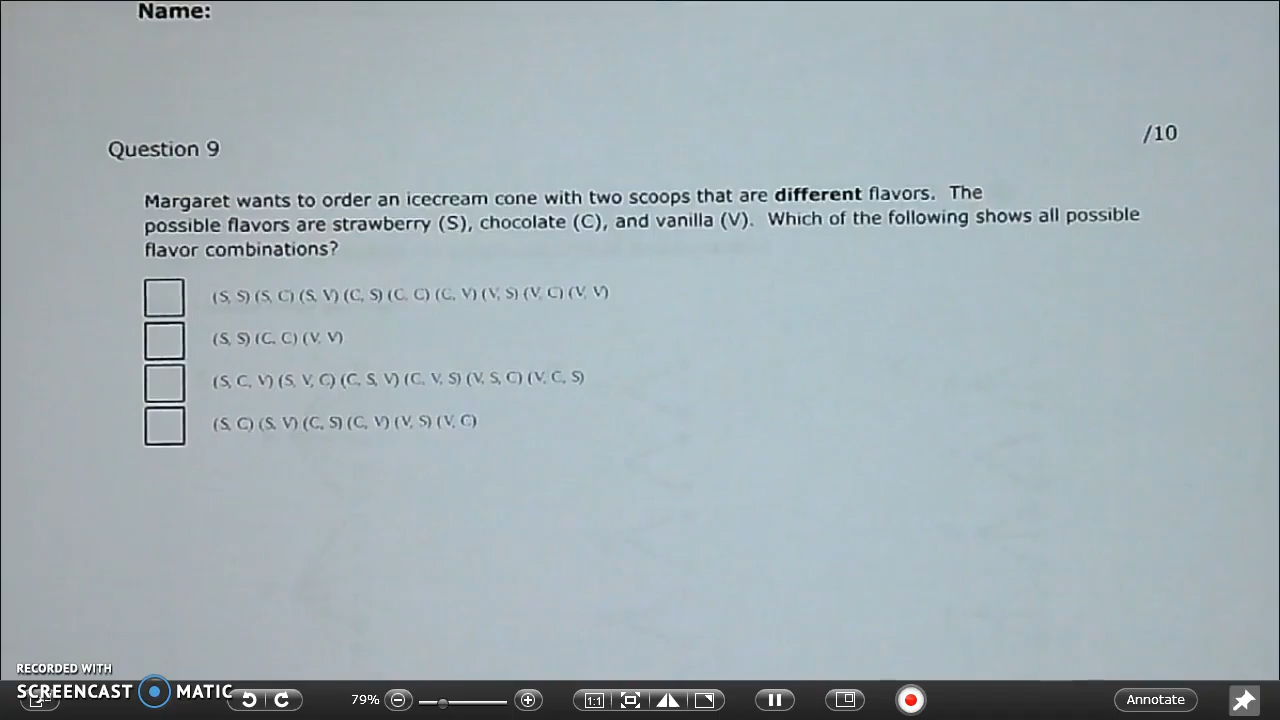 Name:
/10
Question 9
Margaret wants to order an icecream cone with two scoops that are different flavors. The
possible flavors are strawberry (S), chocolate (C), and vanilla (V). Which of the following shows all possible
flavor combinations?
(S, S) (S, C) (S, V) (C, S) (C, C) (C, V) (V, S) (V, C) (V, V)
(S, S) (C, C) (V, V)
(S, C, V) (S, V, C) (C, S, V) (C, V, S) (V, S, C) (V, C, S)
(S, C) (S, V) (C, S) (C, V) (V, S) (V, C)
RECORDED WITH
SCREENCAST MATIC
79%
1:1
Annotate